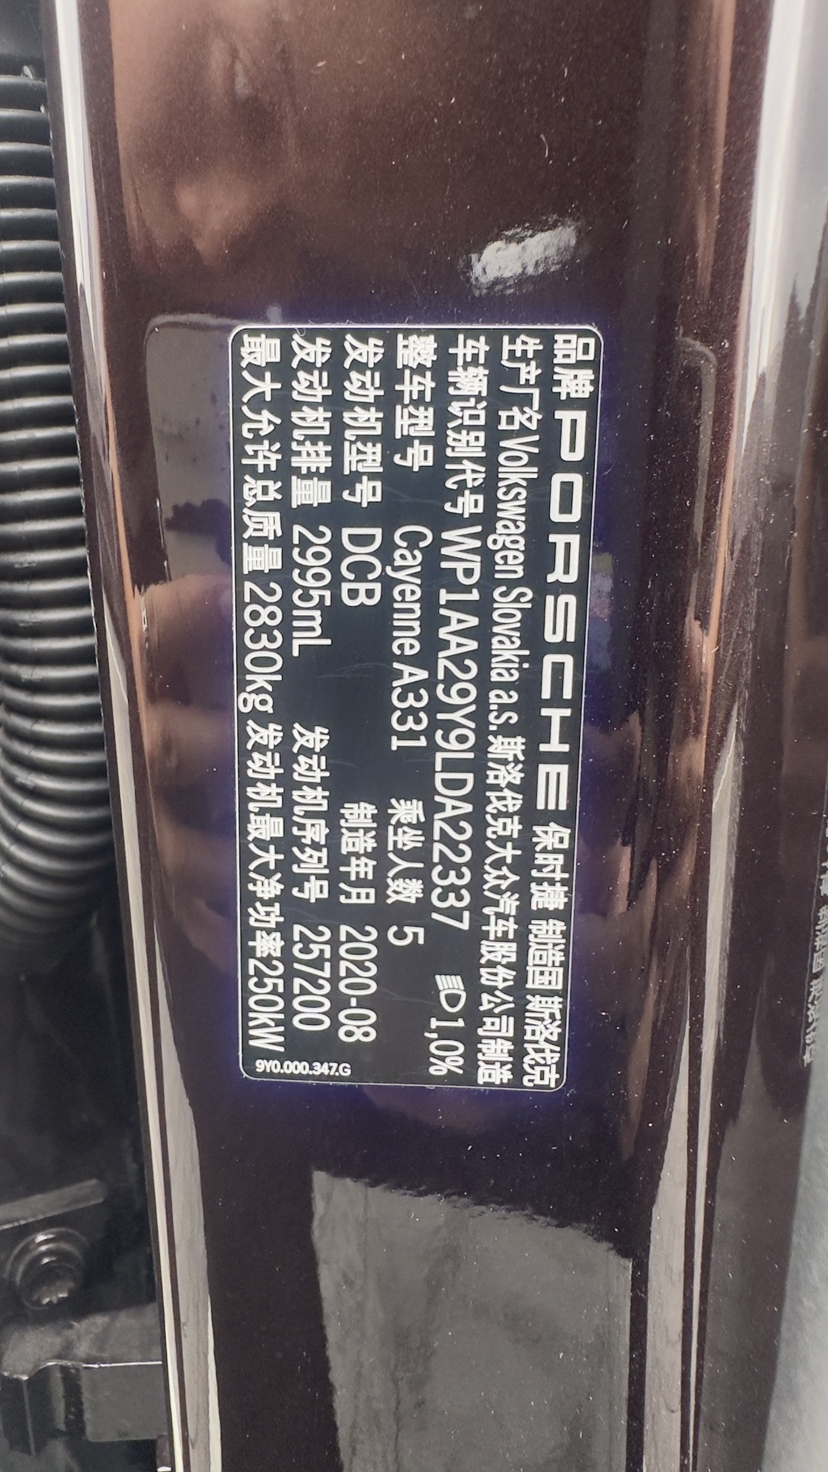 品牌 PORSCHE 保时捷 制造国 斯洛伐克
生产厂名 Volkswagen Slovakia a.s. 斯洛伐克大众汽车股份公司制造
车辆识别代号 WP1AA29Y9LDA22337 1,0%
整车型号 Cayenne A331 乘坐人数 5
发动机型号 DCB 制造年月 2020-08
发动机排量 2995mL 发动机序列号 257200
最大允许总质量 2830kg 发动机最大净功率250kW
9Y0.000.347.G